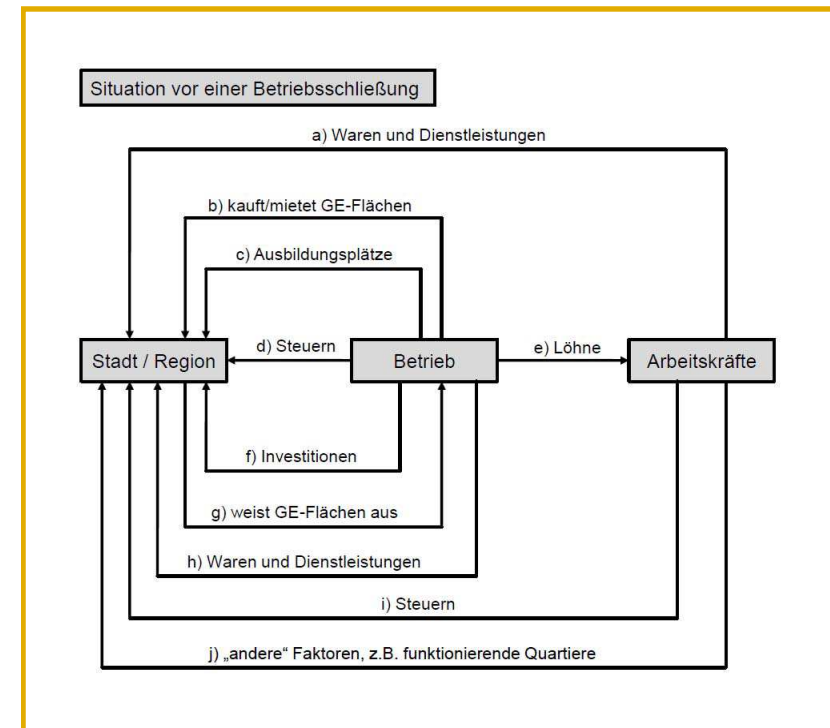 Situation vor einer Betriebsschließung
a) Waren und Dienstleistungen
b) kauft/mietet GE-Flächen
c) Ausbildungsplätze
Stadt / Region
d) Steuern
Betrieb
e) Löhne
Arbeitskräfte
f) Investitionen
g) weist GE-Flächen aus
h) Waren und Dienstleistungen
i) Steuern
j) „andere“ Faktoren, z.B. funktionierende Quartiere